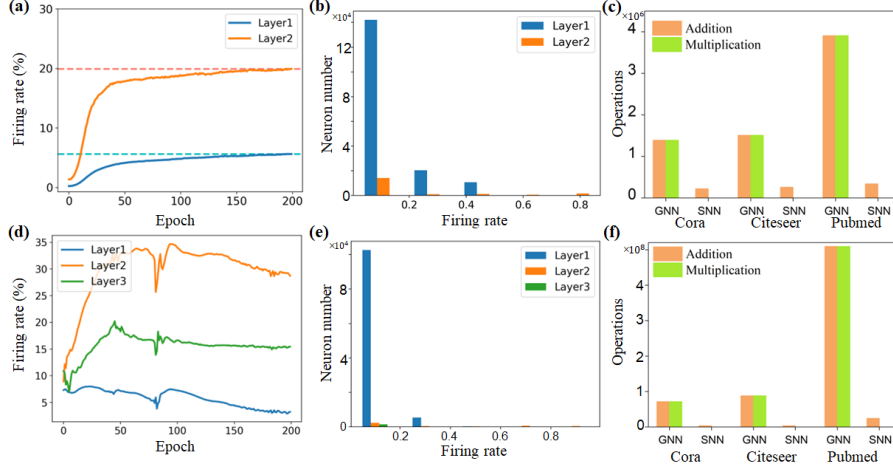 (a)
30
20
10
0
Firing rate (%)
Layer1
Layer2
0 50 100 150 200
Epoch
(b)
×10⁴
12
8
4
0
Neuron number
Layer1
Layer2
0.2 0.4 0.6 0.8
Firing rate
(c)
×10⁶
4
3
2
1
0
Operations
Addition
Multiplication
GNN SNN GNN SNN GNN SNN
Cora Citeseer Pubmed
(d)
35
30
25
20
15
10
5
Firing rate (%)
Layer1
Layer2
Layer3
0 50 100 150 200
Epoch
(e)
×10⁴
8
4
0
Neuron number
Layer1
Layer2
Layer3
0.2 0.4 0.6 0.8
Firing rate
(f)
×10⁸
4
3
2
1
0
Operations
Addition
Multiplication
GNN SNN GNN SNN GNN SNN
Cora Citeseer Pubmed